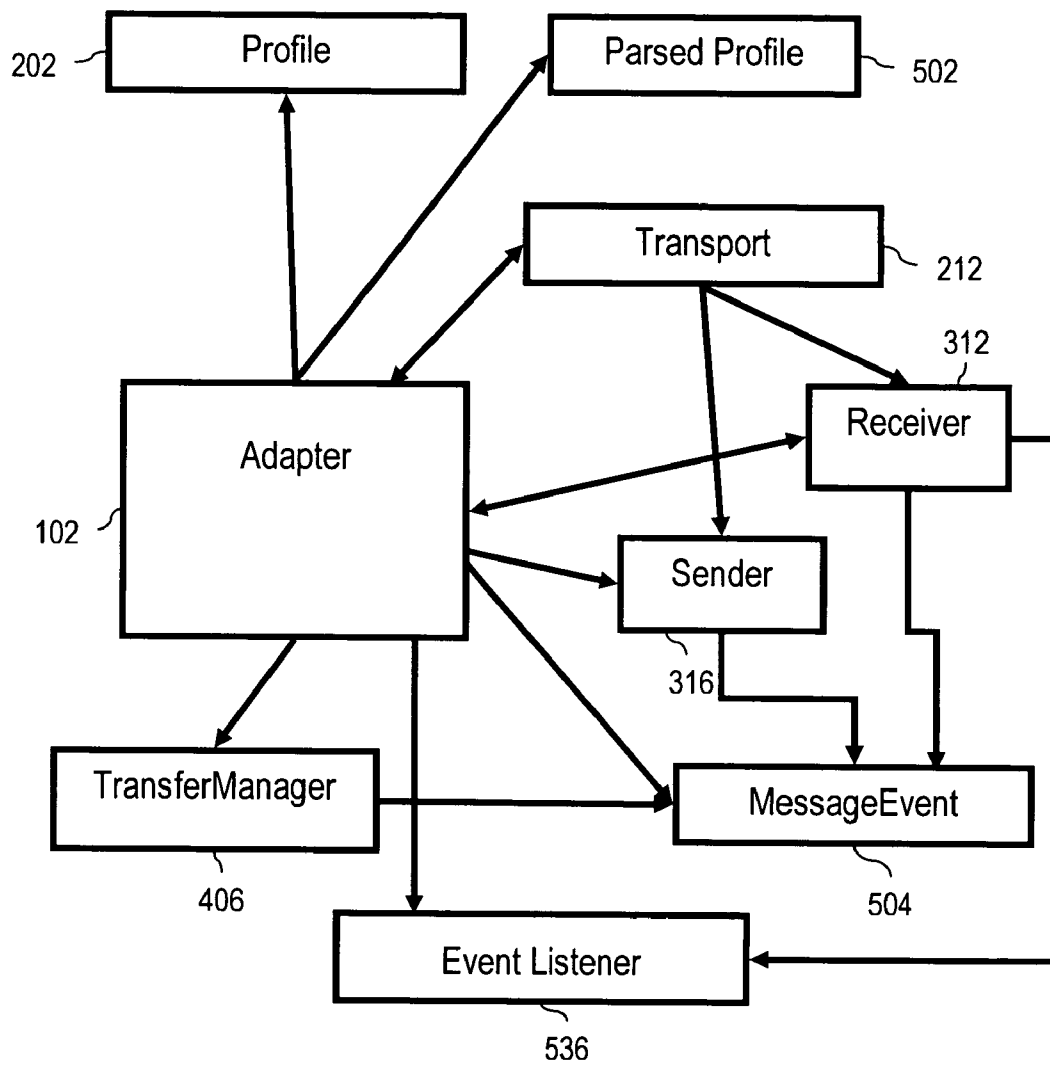 Profile
Parsed Profile
202
502
Transport
212
312
Receiver
Adapter
102
Sender
316
TransferManager
MessageEvent
406
504
Event Listener
536